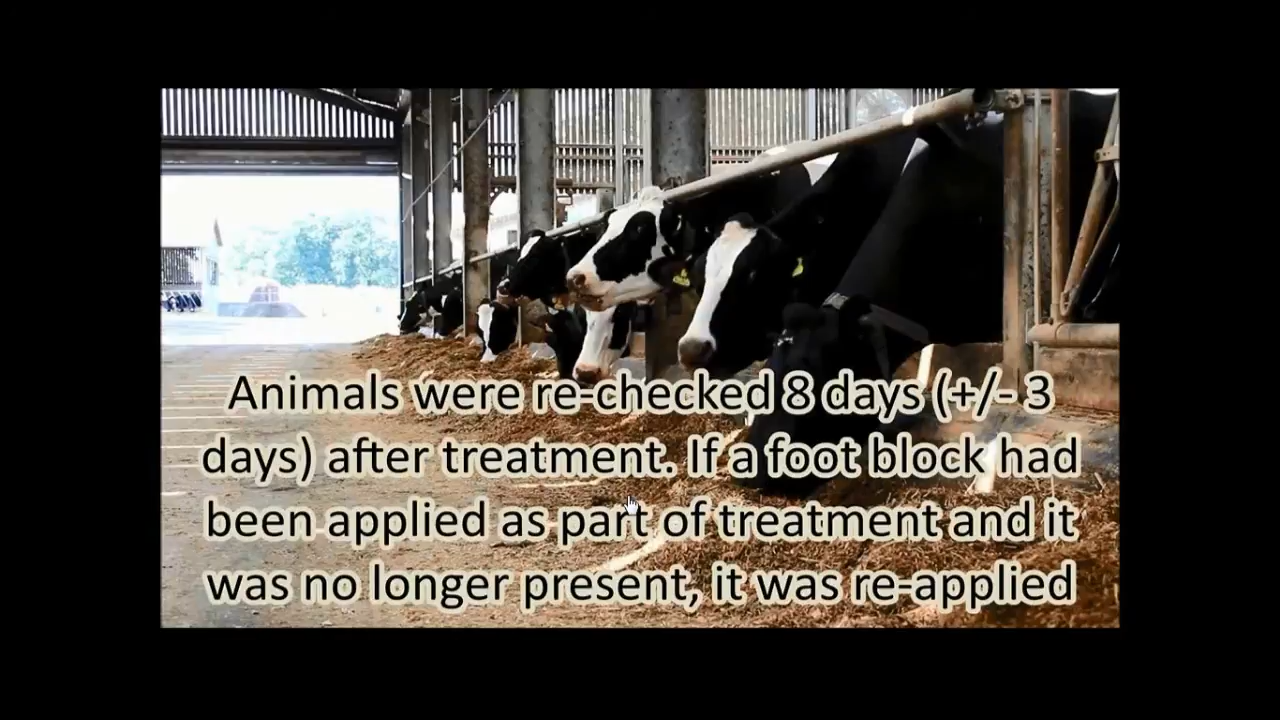 Animals were re-checked 8 days (+/- 3
days) after treatment. If a foot block had
been applied as part of treatment and it
was no longer present, it was re-applied